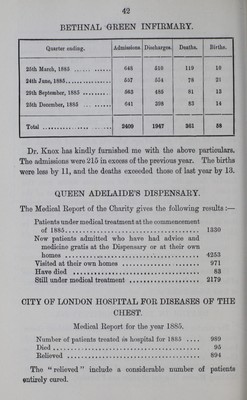 42
BETHNAL GREEN INFIRMARY.
Quarter ending. Admissions. Discharges. Deaths. Births.
25th March, 1885 648 510 119 18
24th June, 1885 557 554 78 21
29th September, 1885 563 485 81 13
25th December, 1885 641 398 83 14
Total 2409 1947 361 56
Dr. Knox has kindly furnished me with the above particulars.
The admissions were 215 in excess of the previous year. The births
were less by 11, and the deaths exceeded those of last year by 13.
QUEEN ADELAIDE'S DISPENSARY.
The Medical Report of the Charity gives the following results:—
Patients under medical treatment at the commencement
of 1885 1330
New patients admitted who have had advice and
medicine gratis at the Dispensary or at their own
homes 4253
Visited at their own homes 971
Have died 83
Still under medical treatment 2179
CITY OF LONDON HOSPITAL FOR DISEASES OF THE
CHEST.
Medical Report for the year 1885.
Number of patients treated in hospital for 1885 .... 989
Died 95
Relieved 894
The "relieved" include a considerable number of patients
entirely cured.